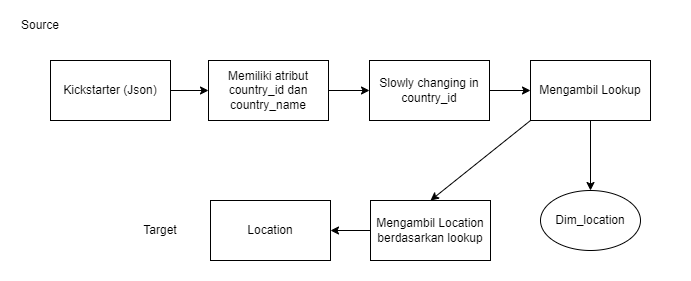 Source
Kickstarter (Json)
Memiliki atribut
country_id dan
country_name
Slowly changing in
country_id
Mengambil Lookup
Dim_location
Target
Location
Mengambil Location
berdasarkan lookup